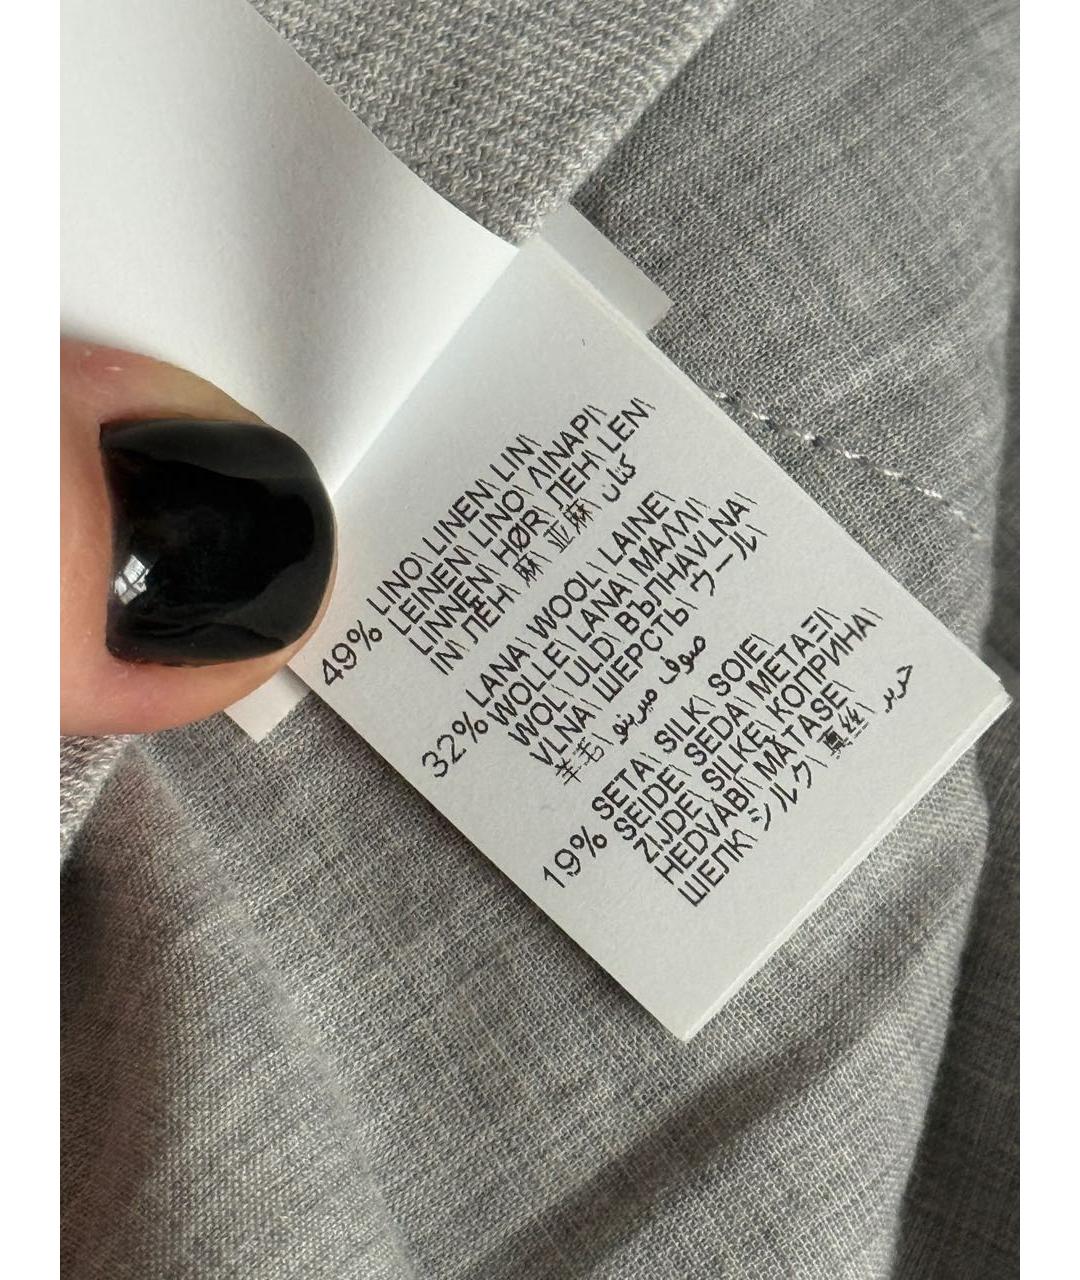 49% LINO\ LINEN\ LIN\
LEINEN\ LINO\ ΛΙΝΑΡΙ\
LINNEN\ HØR\ ЛЕН\ LEN\
IN\ ЛЁН\ 麻\ 亚麻 كتان
32% LANA\ WOOL\ LAINE\
WOLLE\ LANA\ ΜΑΛΛΙ\
WOL\ ULD\ ВЪЛНА\VLNA\
VLNA\ ШЕРСТЬ\ ウール\
羊毛\ صوف مرينو
19% SETA\ SILK\ SOIE\
SEIDE\ SEDA\ ΜΕΤΑΞΙ\
ZIJDE\ SILKE\ КОПРИНА\
HEDVÁBI\ MĂTASE\
ШЕЛК\ シルク\ 真丝\ حرير